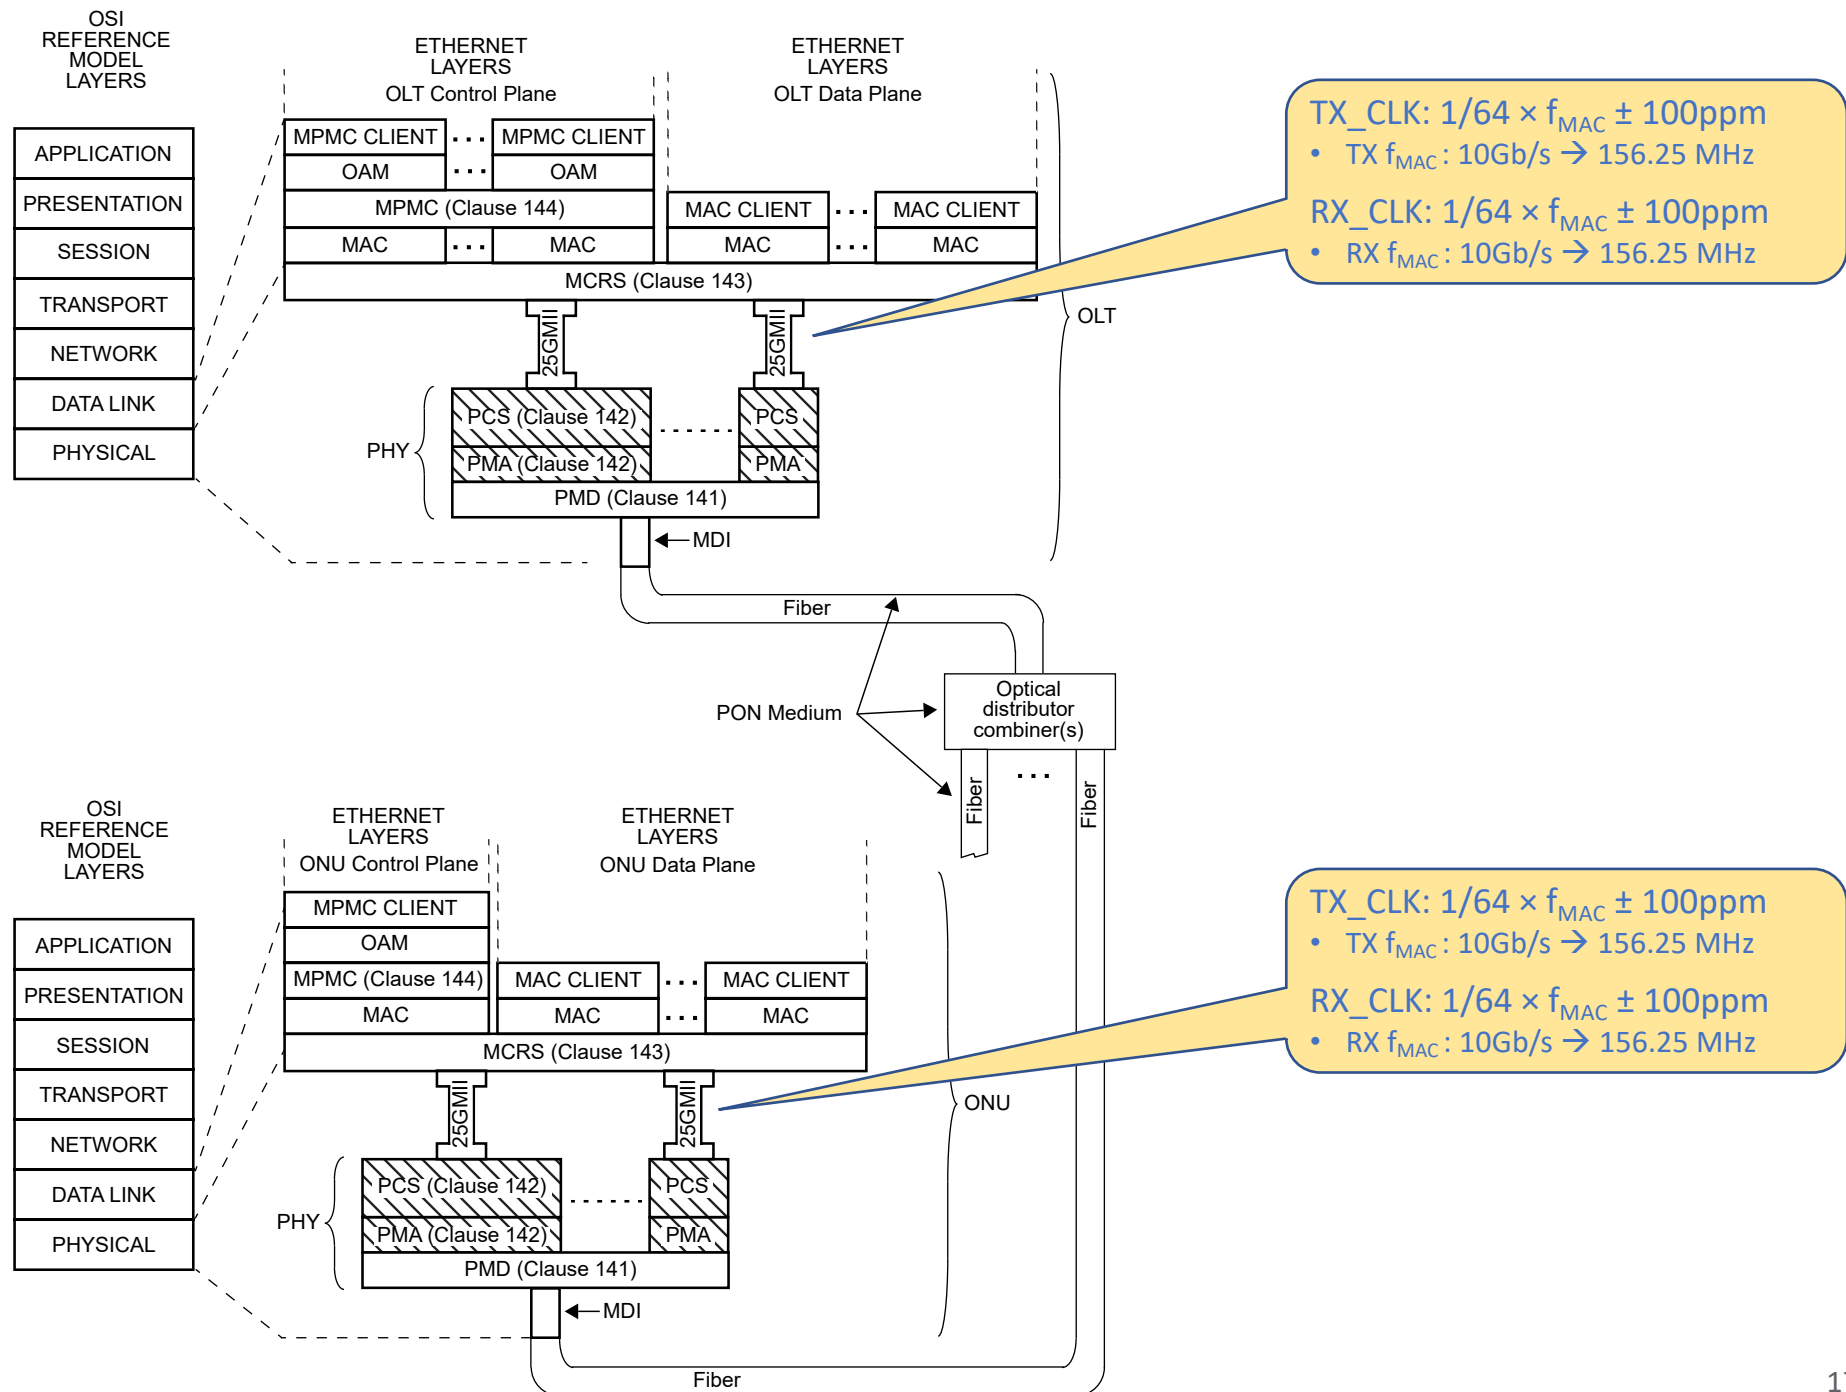 OSI
REFERENCE
MODEL
LAYERS
ETHERNET
LAYERS
OLT Control Plane
ETHERNET
LAYERS
OLT Data Plane
APPLICATION
PRESENTATION
SESSION
TRANSPORT
NETWORK
DATA LINK
PHYSICAL
MPMC CLIENT ... MPMC CLIENT
OAM ... OAM
MPMC (Clause 144)
MAC ... MAC
MAC CLIENT ... MAC CLIENT
MAC ... MAC
MCRS (Clause 143)
25GMII
25GMII
OLT
PHY
PCS (Clause 142)
PCS
PMA (Clause 142)
PMA
PMD (Clause 141)
MDI
TX_CLK: 1/64 × fMAC ± 100ppm
• TX fMAC : 10Gb/s → 156.25 MHz
RX_CLK: 1/64 × fMAC ± 100ppm
• RX fMAC : 10Gb/s → 156.25 MHz
Fiber
PON Medium
Optical
distributor
combiner(s)
Fiber
...
Fiber
OSI
REFERENCE
MODEL
LAYERS
ETHERNET
LAYERS
ONU Control Plane
ETHERNET
LAYERS
ONU Data Plane
APPLICATION
PRESENTATION
SESSION
TRANSPORT
NETWORK
DATA LINK
PHYSICAL
MPMC CLIENT
OAM
MPMC (Clause 144)
MAC
MAC CLIENT ... MAC CLIENT
MAC ... MAC
MCRS (Clause 143)
25GMII
25GMII
ONU
PHY
PCS (Clause 142)
PCS
PMA (Clause 142)
PMA
PMD (Clause 141)
MDI
TX_CLK: 1/64 × fMAC ± 100ppm
• TX fMAC : 10Gb/s → 156.25 MHz
RX_CLK: 1/64 × fMAC ± 100ppm
• RX fMAC : 10Gb/s → 156.25 MHz
Fiber